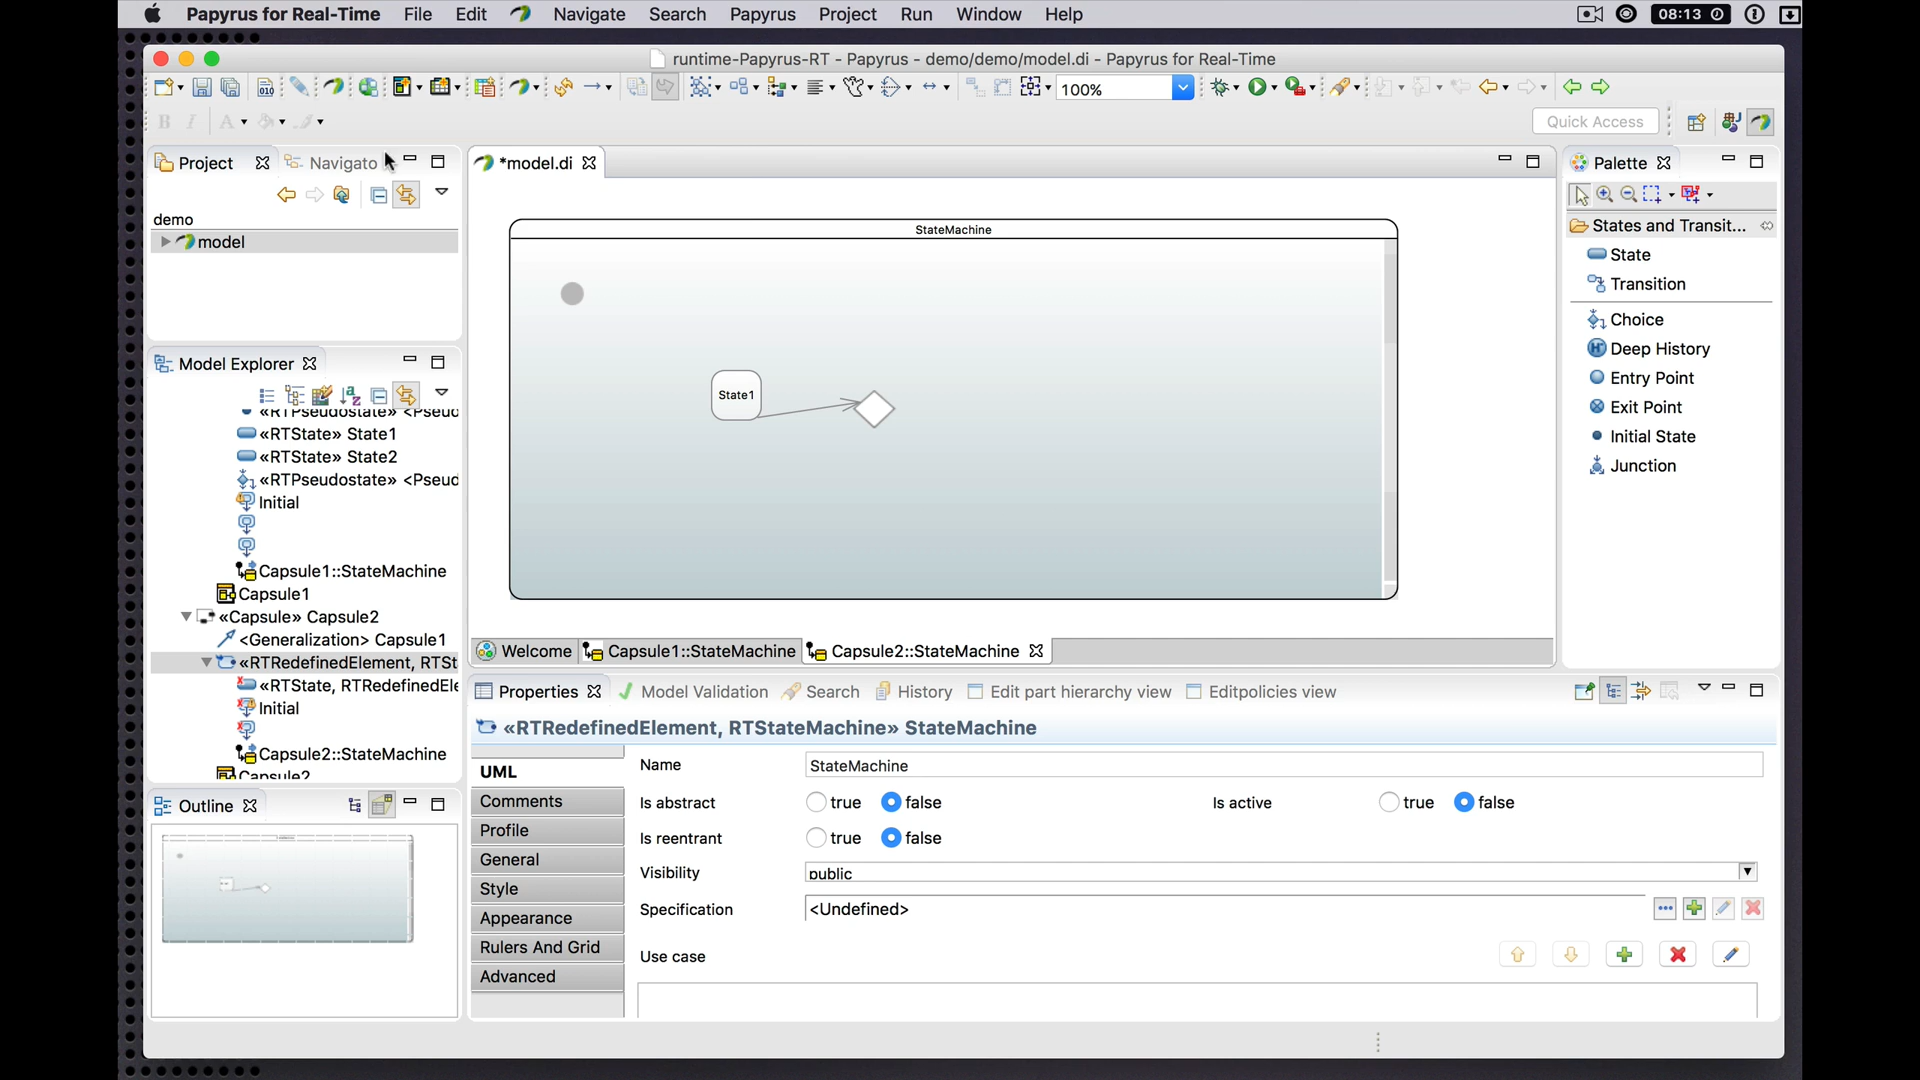 Papyrus for Real-Time File Edit Navigate Search Papyrus Project Run Window Help 08:13
runtime-Papyrus-RT - Papyrus - demo/demo/model.di - Papyrus for Real-Time
010 100%
B I A Quick Access
Project Navigato
demo
model
*model.di
StateMachine
State1
Palette
States and Transit...
State
Transition
Choice
Deep History
Entry Point
Exit Point
Initial State
Junction
Model Explorer
«RTPseudostate» <Pseud
«RTState» State1
«RTState» State2
«RTPseudostate» <Pseud
Initial
Capsule1::StateMachine
Capsule1
«Capsule» Capsule2
<Generalization> Capsule1
«RTRedefinedElement, RTSt
«RTState, RTRedefinedEle
Initial
Capsule2::StateMachine
Capsule2
Welcome Capsule1::StateMachine Capsule2::StateMachine
Outline
Properties Model Validation Search History Edit part hierarchy view Editpolicies view
«RTRedefinedElement, RTStateMachine» StateMachine
UML
Comments
Profile
General
Style
Appearance
Rulers And Grid
Advanced
Name StateMachine
Is abstract true false Is active true false
Is reentrant true false
Visibility public
Specification <Undefined>
Use case